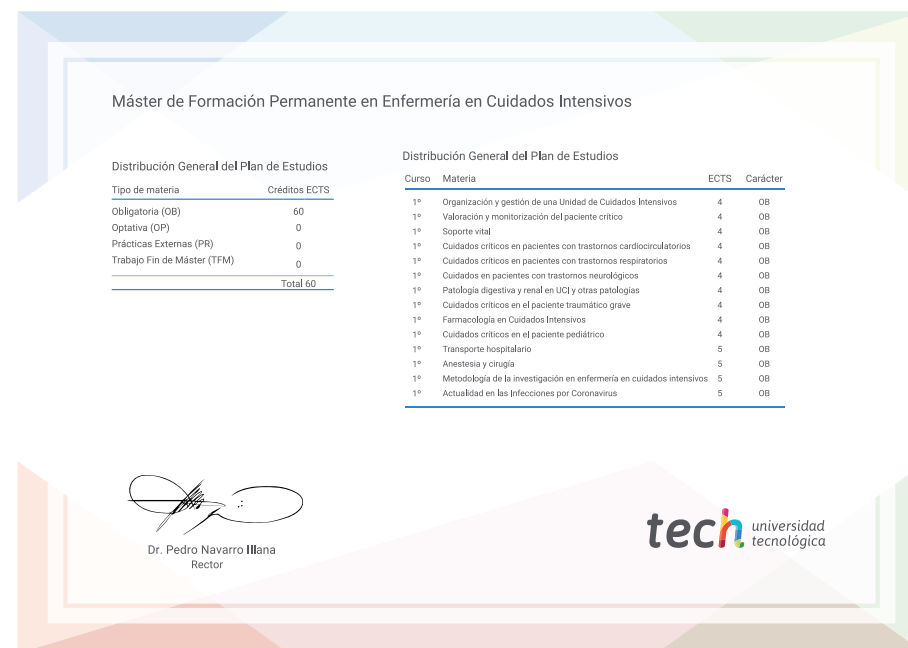 Máster de Formación Permanente en Enfermería en Cuidados Intensivos
Distribución General del Plan de Estudios
Tipo de materia Créditos ECTS
Obligatoria (OB) 60
Optativa (OP) 0
Prácticas Externas (PR) 0
Trabajo Fin de Máster (TFM) 0
Total 60
Distribución General del Plan de Estudios
Curso Materia ECTS Carácter
1º Organización y gestión de una Unidad de Cuidados Intensivos 4 OB
1º Valoración y monitorización del paciente crítico 4 OB
1º Soporte vital 4 OB
1º Cuidados críticos en pacientes con trastornos cardiocirculatorios 4 OB
1º Cuidados críticos en pacientes con trastornos respiratorios 4 OB
1º Cuidados en pacientes con trastornos neurológicos 4 OB
1º Patología digestiva y renal en UCI y otras patologías 4 OB
1º Cuidados críticos en el paciente traumático grave 4 OB
1º Farmacología en Cuidados Intensivos 4 OB
1º Cuidados críticos en el paciente pediátrico 4 OB
1º Transporte hospitalario 5 OB
1º Anestesia y cirugía 5 OB
1º Metodología de la investigación en enfermería en cuidados intensivos 5 OB
1º Actualidad en las Infecciones por Coronavirus 5 OB
Dr. Pedro Navarro Illana
Rector
tech universidad
tecnológica